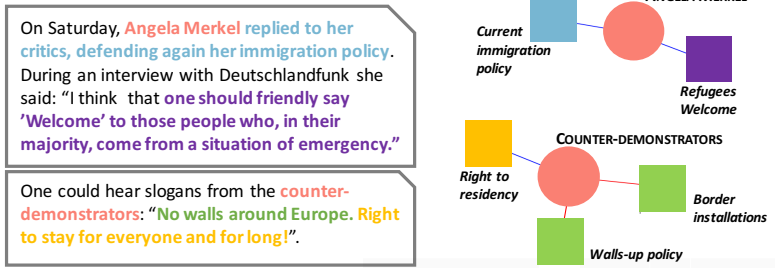 On Saturday, Angela Merkel replied to her
critics, defending again her immigration policy.
During an interview with Deutschlandfunk she
said: “I think that one should friendly say
’Welcome’ to those people who, in their
majority, come from a situation of emergency.”
One could hear slogans from the counter-
demonstrators: “No walls around Europe. Right
to stay for everyone and for long!”.
ANGELA MERKEL
Current
immigration
policy
Refugees
Welcome
COUNTER-DEMONSTRATORS
Right to
residency
Border
installations
Walls-up policy